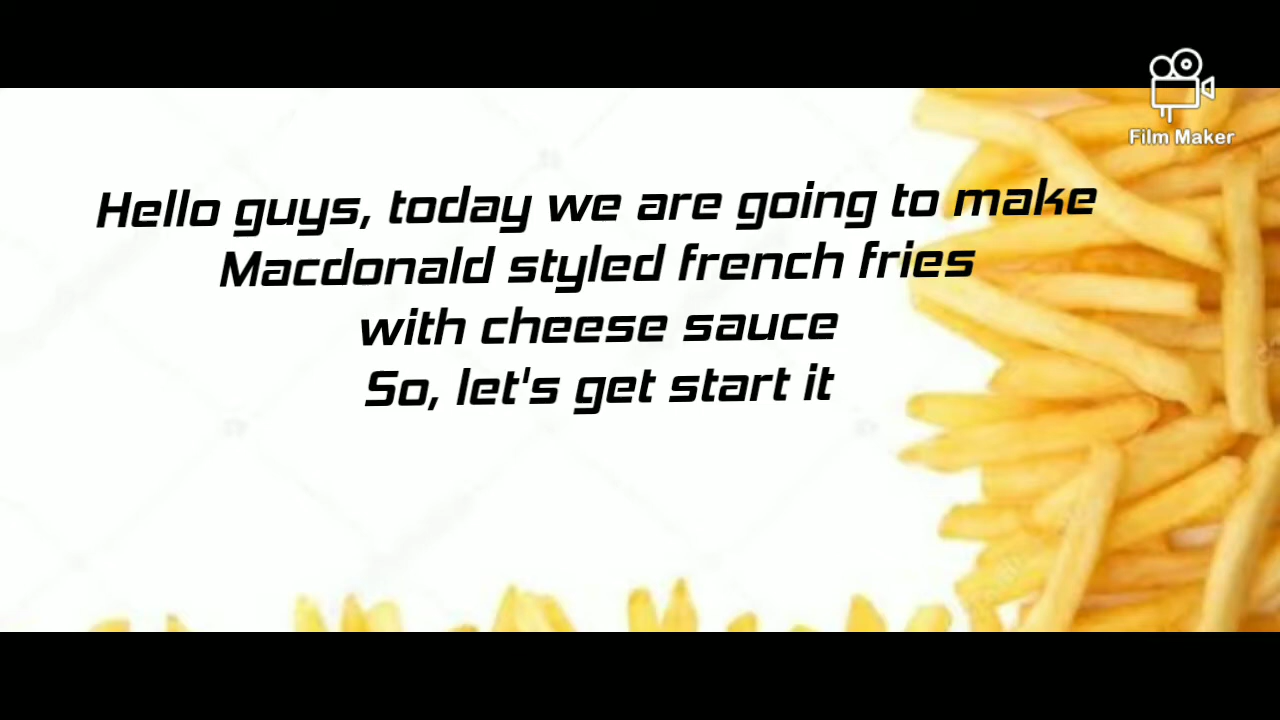 Film Maker
Hello guys, today we are going to make
Macdonald styled french fries
with cheese sauce
So, let's get start it